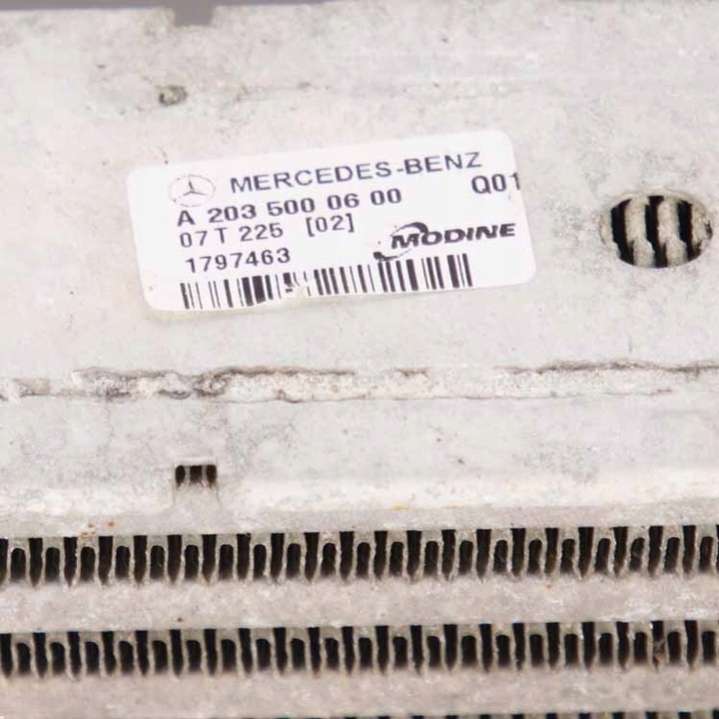 MERCEDES-BENZ
A 203 500 06 00 Q01
07 T 225 [02]
MODINE
1797463